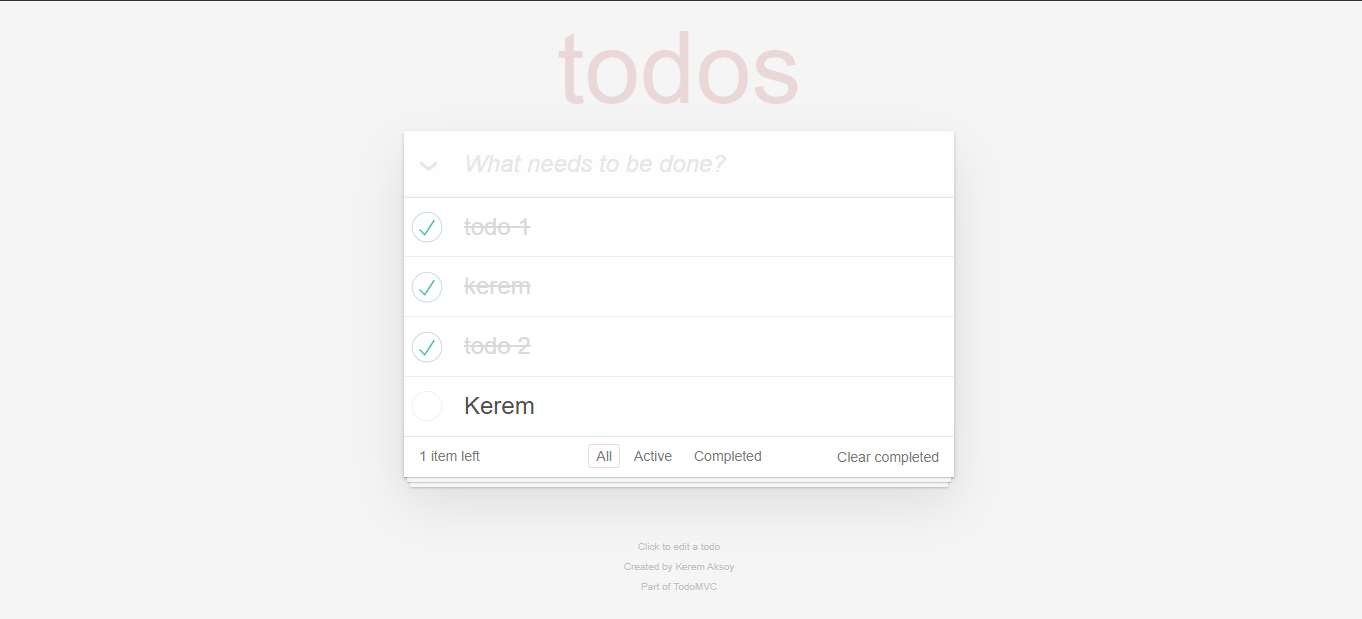 todos
What needs to be done?
todo 1
kerem
todo 2
Kerem
1 item left All Active Completed Clear completed
Click to edit a todo
Created by Kerem Aksoy
Part of TodoMVC